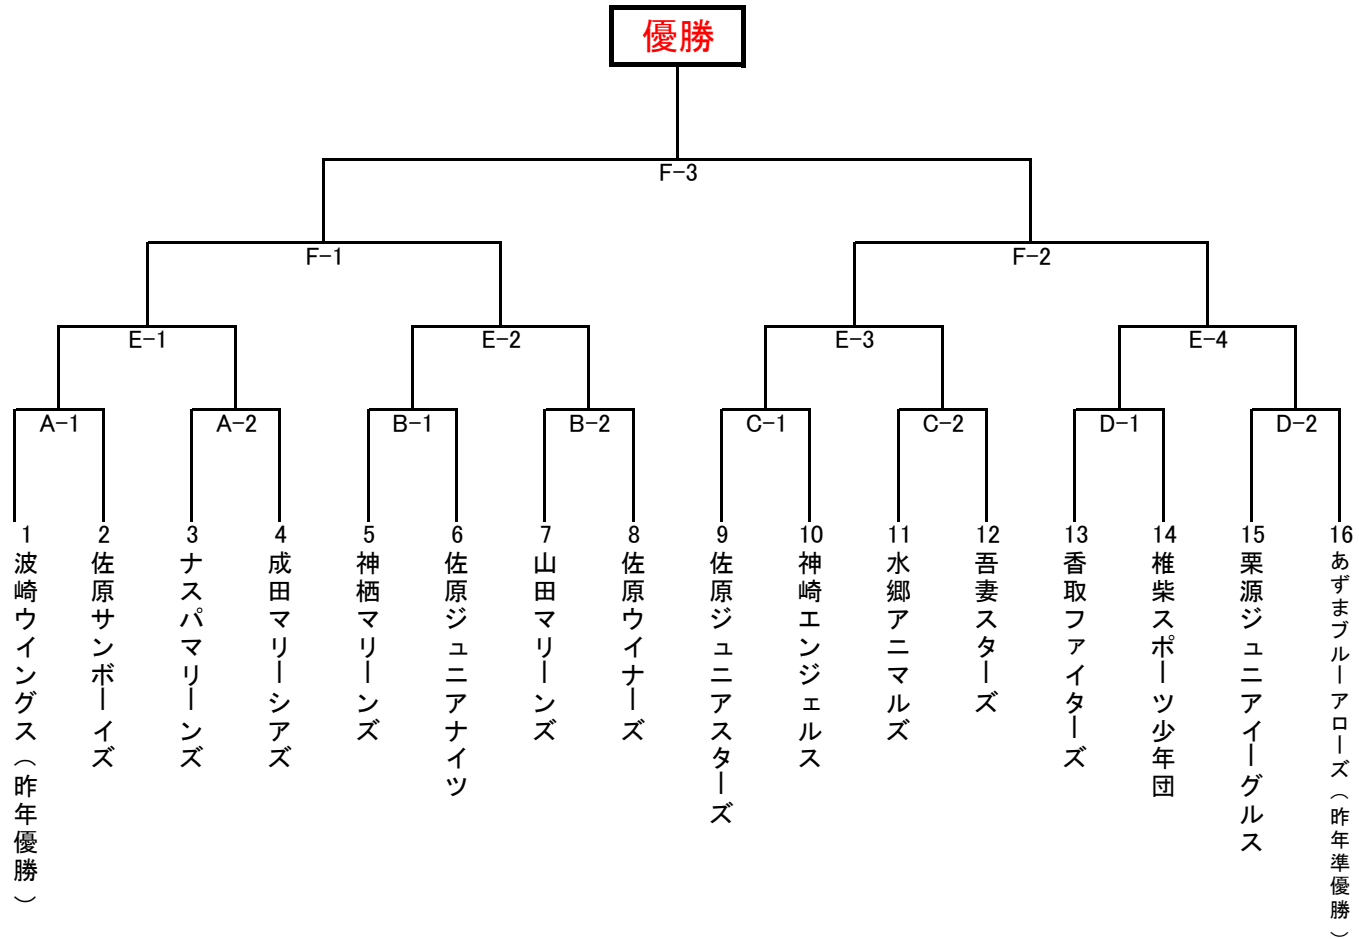 優勝
F-3
F-1
F-2
E-1
E-2
E-3
E-4
A-1
A-2
B-1
B-2
C-1
C-2
D-1
D-2
1
波崎ウイングス（昨年優勝）
2
佐原サンボーイズ
3
ナスパマリーンズ
4
成田マリーシアズ
5
神栖マリーンズ
6
佐原ジュニアナイツ
7
山田マリーンズ
8
佐原ウイナーズ
9
佐原ジュニアスターズ
10
神崎エンジェルス
11
水郷アニマルズ
12
吾妻スターズ
13
香取ファイターズ
14
椎柴スポーツ少年団
15
栗源ジュニアイーグルス
16
あずまブルーアローズ（昨年準優勝）